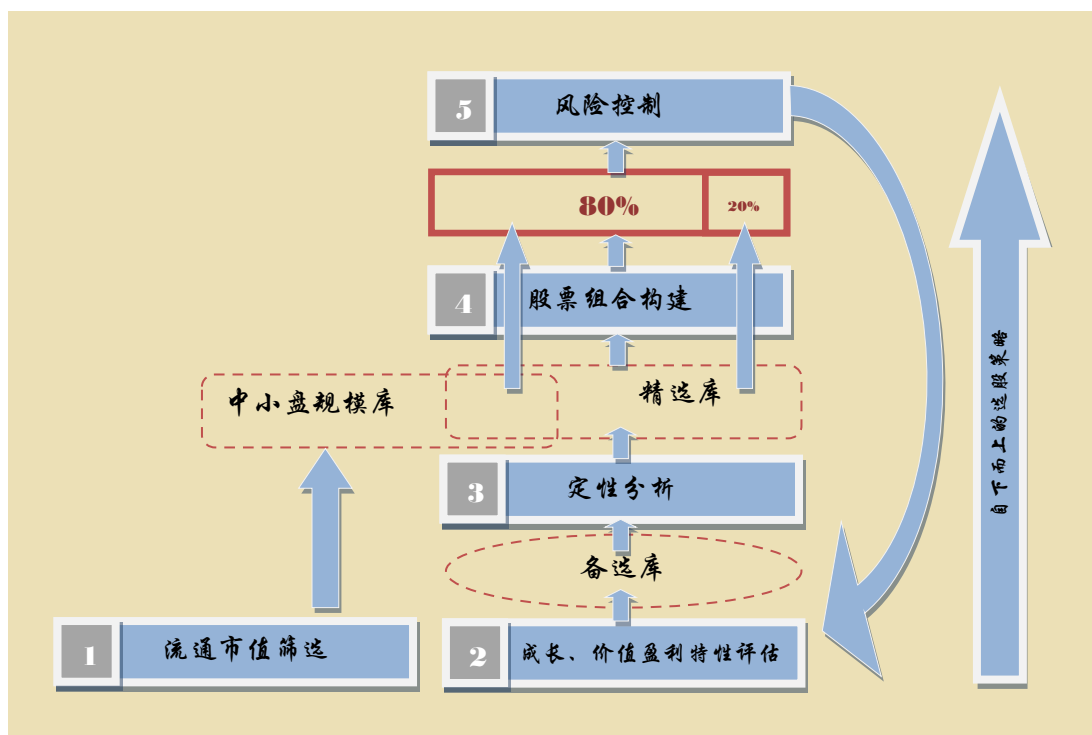 5
风险控制
80%
20%
4
股票组合构建
中小盘规模库
精选库
3
定性分析
备选库
1
流通市值筛选
2
成长、价值盈利特性评估
自下而上的选股策略